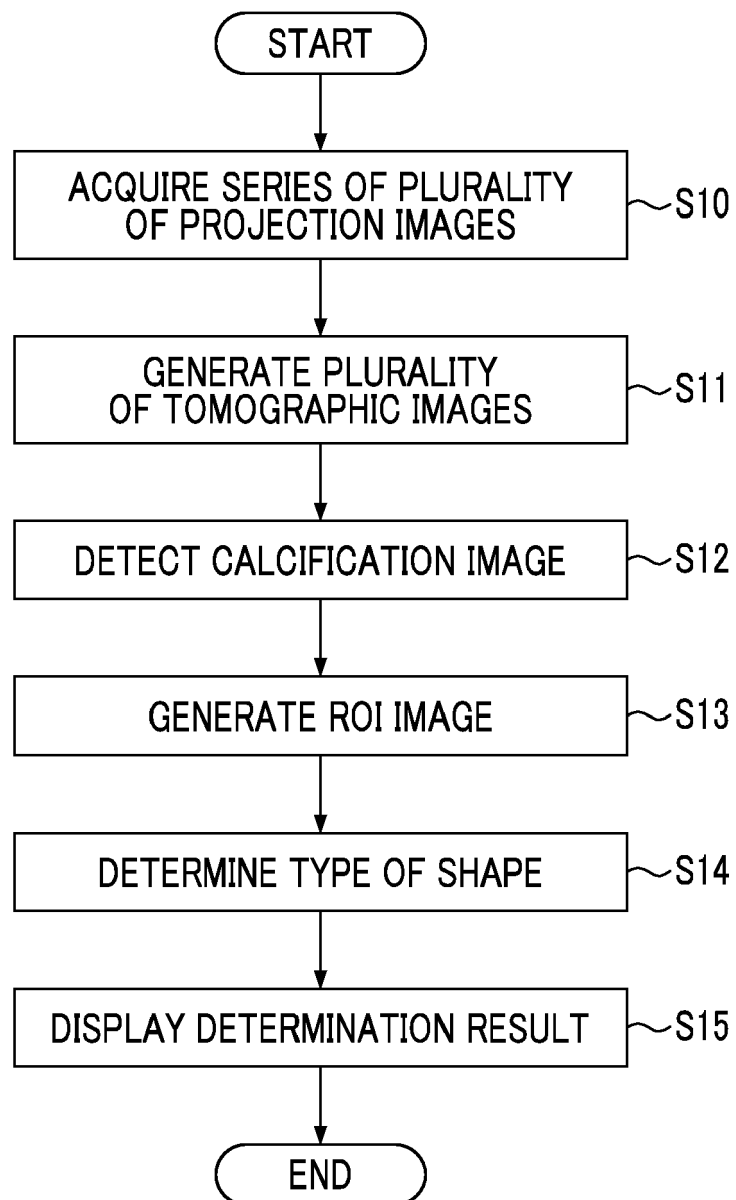 START
ACQUIRE SERIES OF PLURALITY
OF PROJECTION IMAGES
S10
GENERATE PLURALITY
OF TOMOGRAPHIC IMAGES
S11
DETECT CALCIFICATION IMAGE
S12
GENERATE ROI IMAGE
S13
DETERMINE TYPE OF SHAPE
S14
DISPLAY DETERMINATION RESULT
S15
END